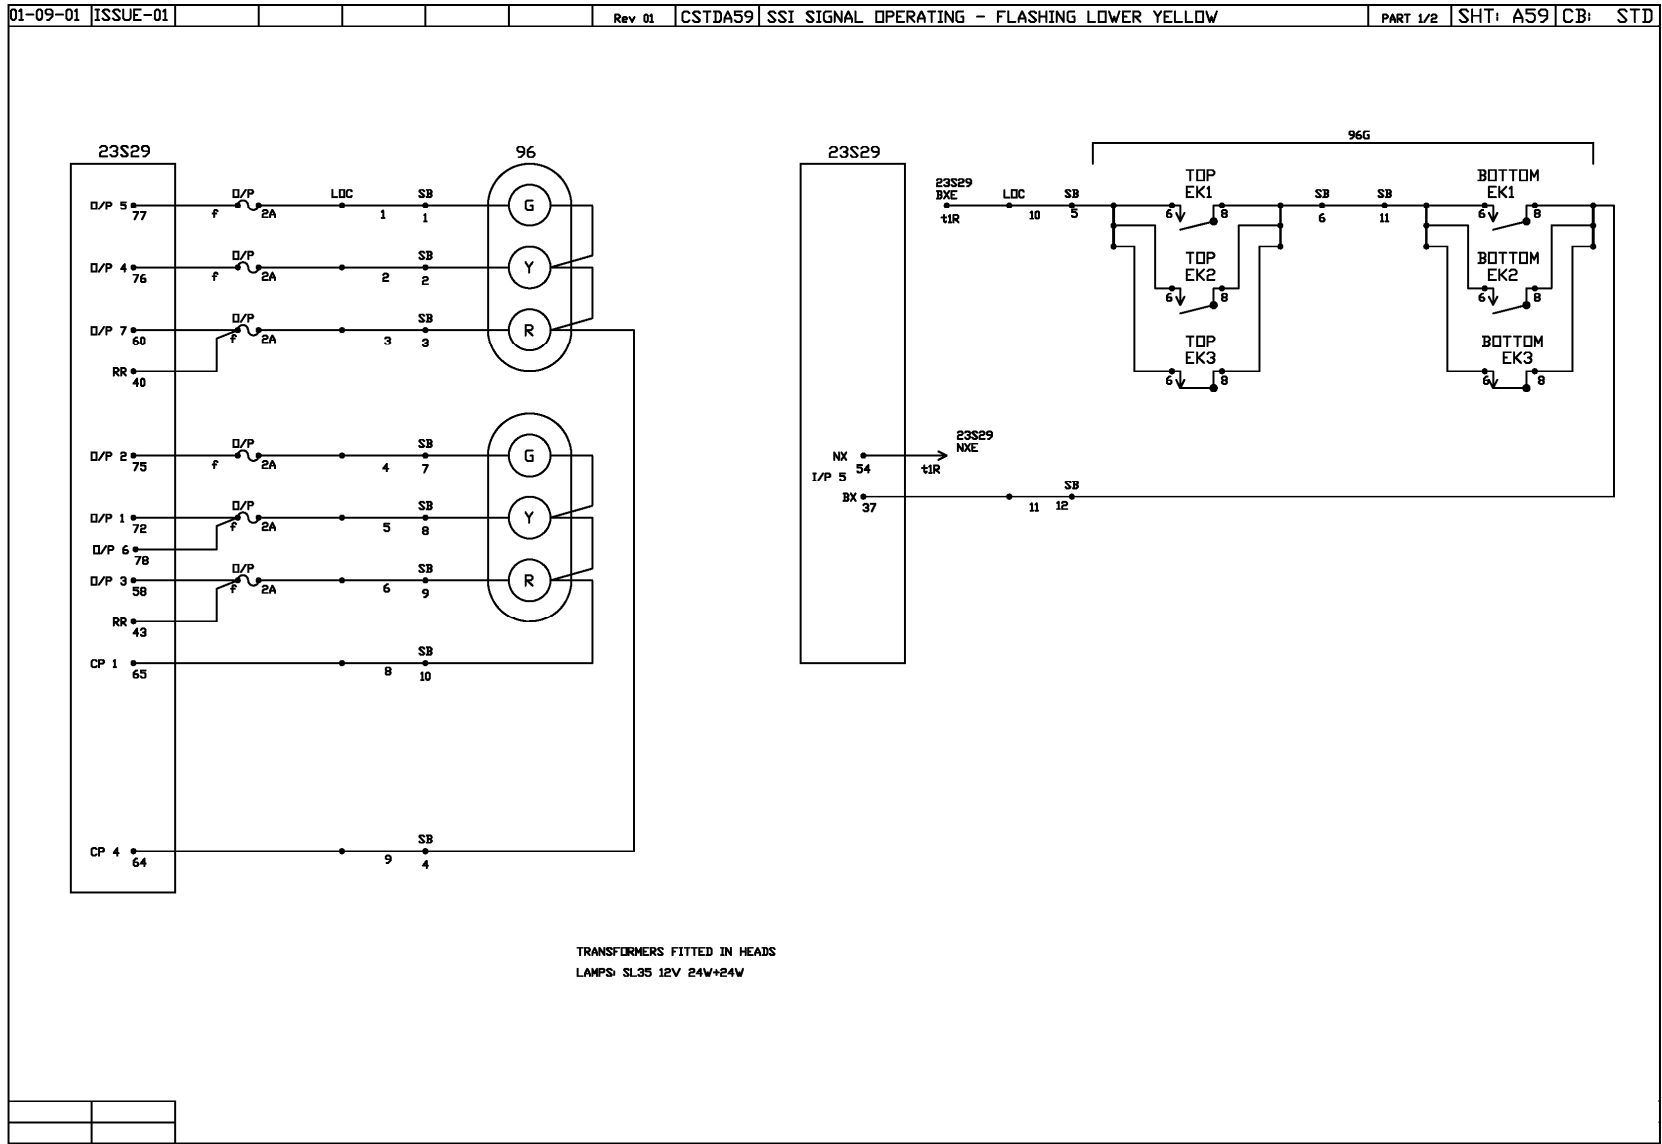 01-09-01 ISSUE-01 Rev 01 CSTDA59 SSI SIGNAL OPERATING - FLASHING LOWER YELLOW PART 1/2 SHT: A59 CB: STD
23S29
96
O/P 5 77 f O/P 2A LOC 1 SB 1 G
O/P 4 76 f O/P 2A 2 SB 2 Y
O/P 7 60 f O/P 2A 3 SB 3 R
RR 40
O/P 2 75 f O/P 2A 4 SB 7 G
O/P 1 72 f O/P 2A 5 SB 8 Y
O/P 6 78
O/P 3 58 f O/P 2A 6 SB 9 R
RR 43
CP 1 65 8 SB 10
CP 4 64 9 SB 4
23S29
96G
23S29
BXE
t1R
LOC
10
SB
5
TOP
EK1
6 8
SB
6
SB
11
BOTTOM
EK1
6 8
TOP
EK2
6 8
BOTTOM
EK2
6 8
TOP
EK3
6 8
BOTTOM
EK3
6 8
NX 54 t1R
23S29
NXE
I/P 5
BX 37 11 SB 12
TRANSFORMERS FITTED IN HEADS
LAMPS: SL35 12V 24W+24W